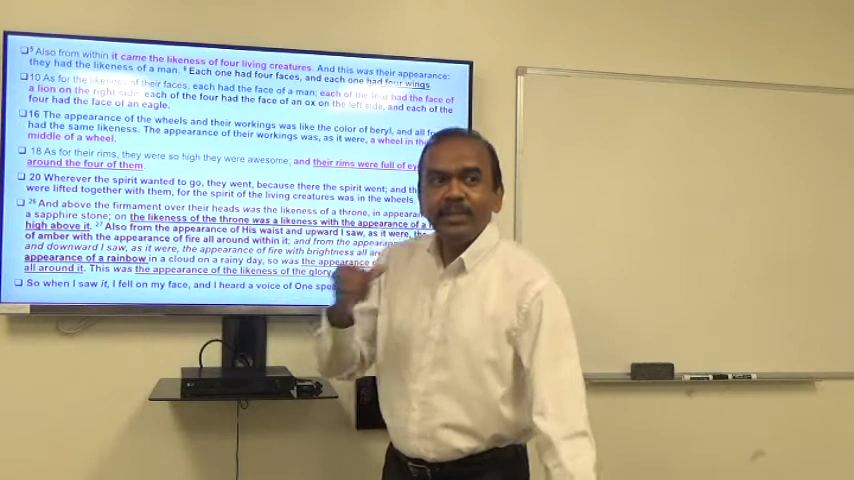 ❑⁵ Also from within it came the likeness of four living creatures. And this was their appearance:
they had the likeness of a man. ⁶ Each one had four faces, and each one had four wings
❑10 As for the likeness of their faces, each had the face of a man; each of the four had the face of
a lion on the right side, each of the four had the face of an ox on the left side, and each of the
four had the face of an eagle.
❑16 The appearance of the wheels and their workings was like the color of beryl, and all
had the same likeness. The appearance of their workings was, as it were, a wheel in the
middle of a wheel.
❑ 18 As for their rims, they were so high they were awesome; and their rims were full of
around the four of them.
❑ 20 Wherever the spirit wanted to go, they went, because there the spirit went; and
were lifted together with them, for the spirit of the living creatures was in the wheels.
❑ ²⁶ And above the firmament over their heads was the likeness of a throne, in
a sapphire stone; on the likeness of the throne was a likeness with the appearance of
high above it. ²⁷ Also from the appearance of His waist and upward I saw, as it were, the
of amber with the appearance of fire all around within it; and from the
and downward I saw, as it were, the appearance of fire with brightness all
appearance of a rainbow in a cloud on a rainy day, so was the appearance
all around it. This was the appearance of the likeness of the glory
❑ So when I saw it, I fell on my face, and I heard a voice of One